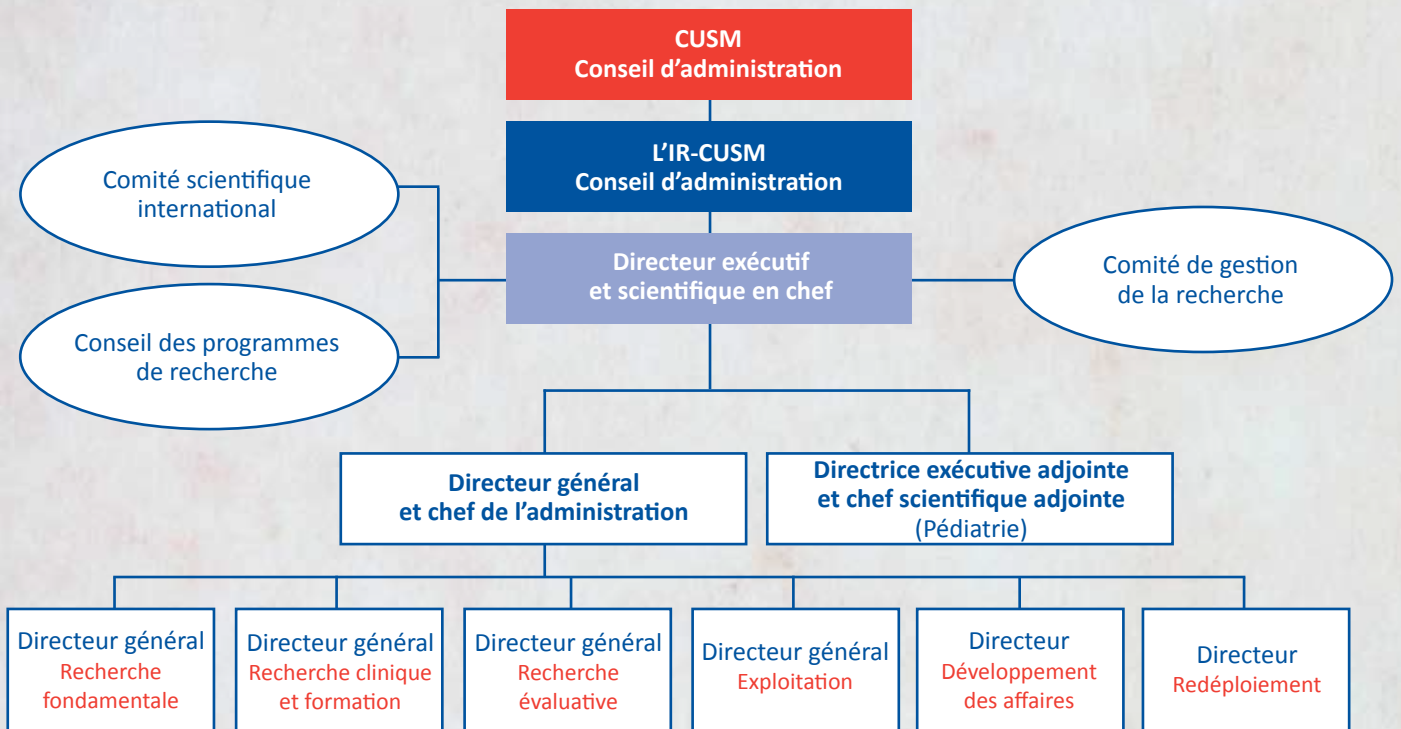 CUSM
Conseil d’administration
L’IR-CUSM
Conseil d’administration
Comité scientifique
international
Directeur exécutif
et scientifique en chef
Comité de gestion
de la recherche
Conseil des programmes
de recherche
Directeur général
et chef de l’administration
Directrice exécutive adjointe
et chef scientifique adjointe
(Pédiatrie)
Directeur général
Recherche
fondamentale
Directeur général
Recherche clinique
et formation
Directeur général
Recherche
évaluative
Directeur général
Exploitation
Directeur
Développement
des affaires
Directeur
Redéploiement